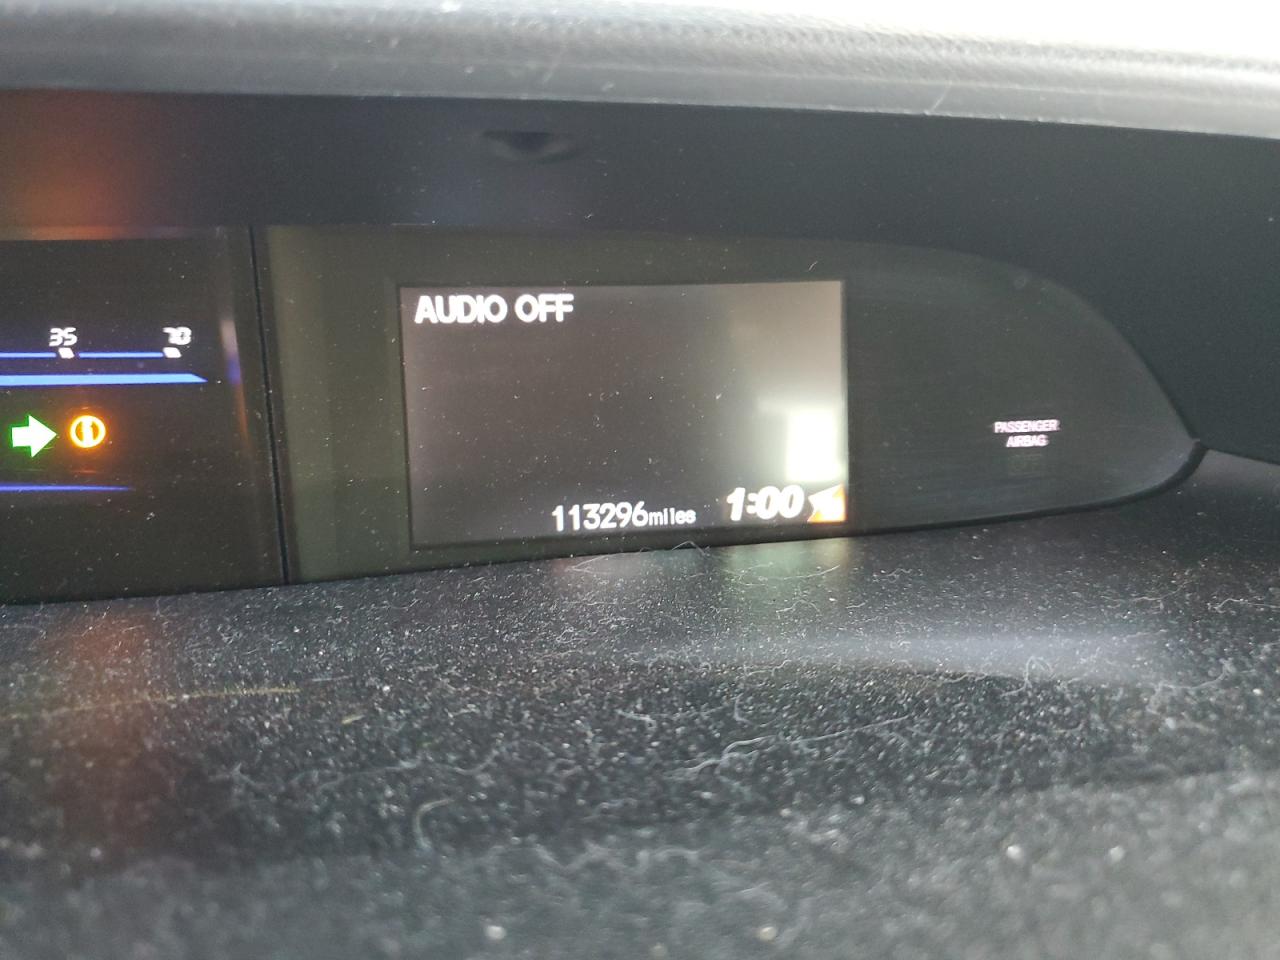 35 70
AUDIO OFF
113296miles 1:00
PASSENGER
AIRBAG